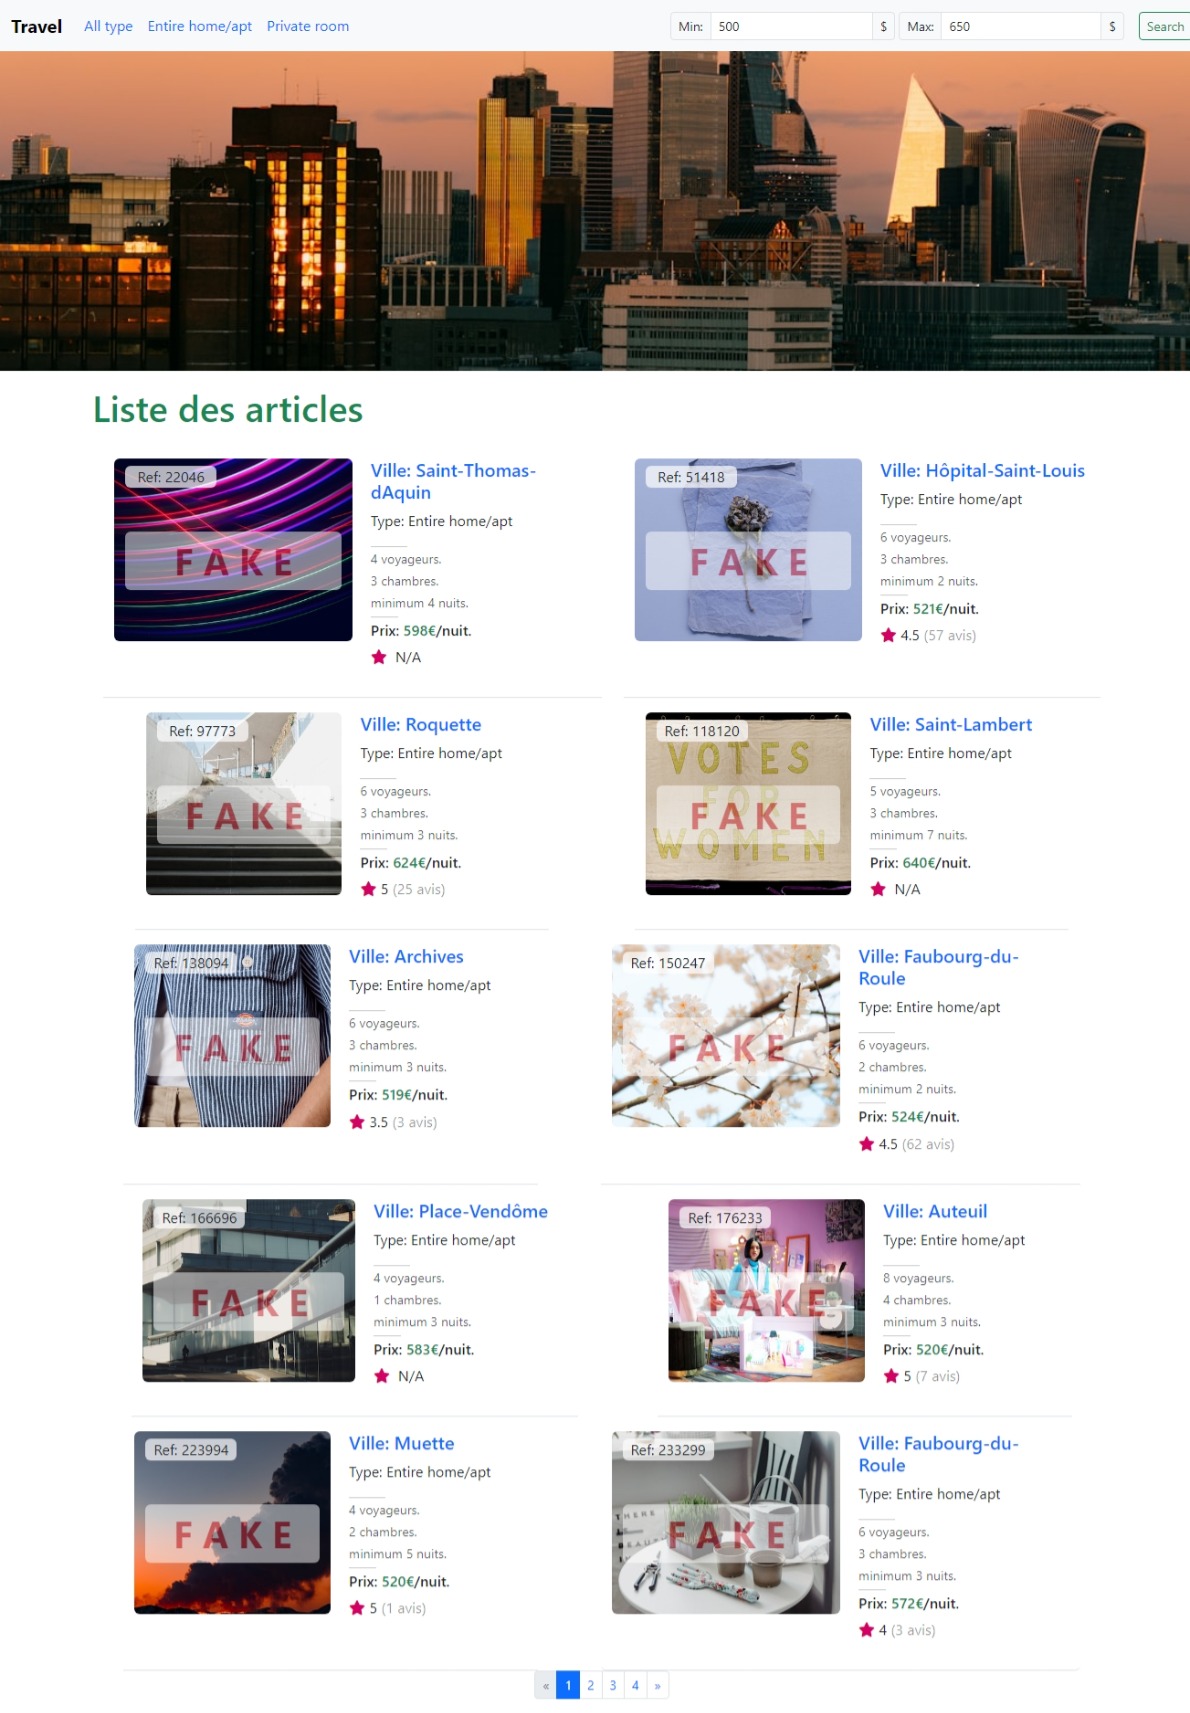 Travel All type Entire home/apt Private room Min: 500 $ Max: 650 $ Search
Liste des articles
Ref: 22046
FAKE
Ville: Saint-Thomas-
dAquin
Type: Entire home/apt
4 voyageurs.
3 chambres.
minimum 4 nuits.
Prix: 598€/nuit.
N/A
Ref: 51418
FAKE
Ville: Hôpital-Saint-Louis
Type: Entire home/apt
6 voyageurs.
3 chambres.
minimum 2 nuits.
Prix: 521€/nuit.
4.5 (57 avis)
Ref: 97773
FAKE
Ville: Roquette
Type: Entire home/apt
6 voyageurs.
3 chambres.
minimum 3 nuits.
Prix: 624€/nuit.
5 (25 avis)
Ref: 118120
VOTES
FOR
FAKE
WOMEN
Ville: Saint-Lambert
Type: Entire home/apt
5 voyageurs.
3 chambres.
minimum 7 nuits.
Prix: 640€/nuit.
N/A
Ref: 138094
FAKE
Ville: Archives
Type: Entire home/apt
6 voyageurs.
3 chambres.
minimum 3 nuits.
Prix: 519€/nuit.
3.5 (3 avis)
Ref: 150247
FAKE
Ville: Faubourg-du-
Roule
Type: Entire home/apt
6 voyageurs.
2 chambres.
minimum 2 nuits.
Prix: 524€/nuit.
4.5 (62 avis)
Ref: 166696
FAKE
Ville: Place-Vendôme
Type: Entire home/apt
4 voyageurs.
1 chambres.
minimum 3 nuits.
Prix: 583€/nuit.
N/A
Ref: 176233
FAKE
Ville: Auteuil
Type: Entire home/apt
8 voyageurs.
4 chambres.
minimum 3 nuits.
Prix: 520€/nuit.
5 (7 avis)
Ref: 223994
FAKE
Ville: Muette
Type: Entire home/apt
4 voyageurs.
2 chambres.
minimum 5 nuits.
Prix: 520€/nuit.
5 (1 avis)
Ref: 233299
THERE
FAKE
Ville: Faubourg-du-
Roule
Type: Entire home/apt
6 voyageurs.
3 chambres.
minimum 3 nuits.
Prix: 572€/nuit.
4 (3 avis)
« 1 2 3 4 »